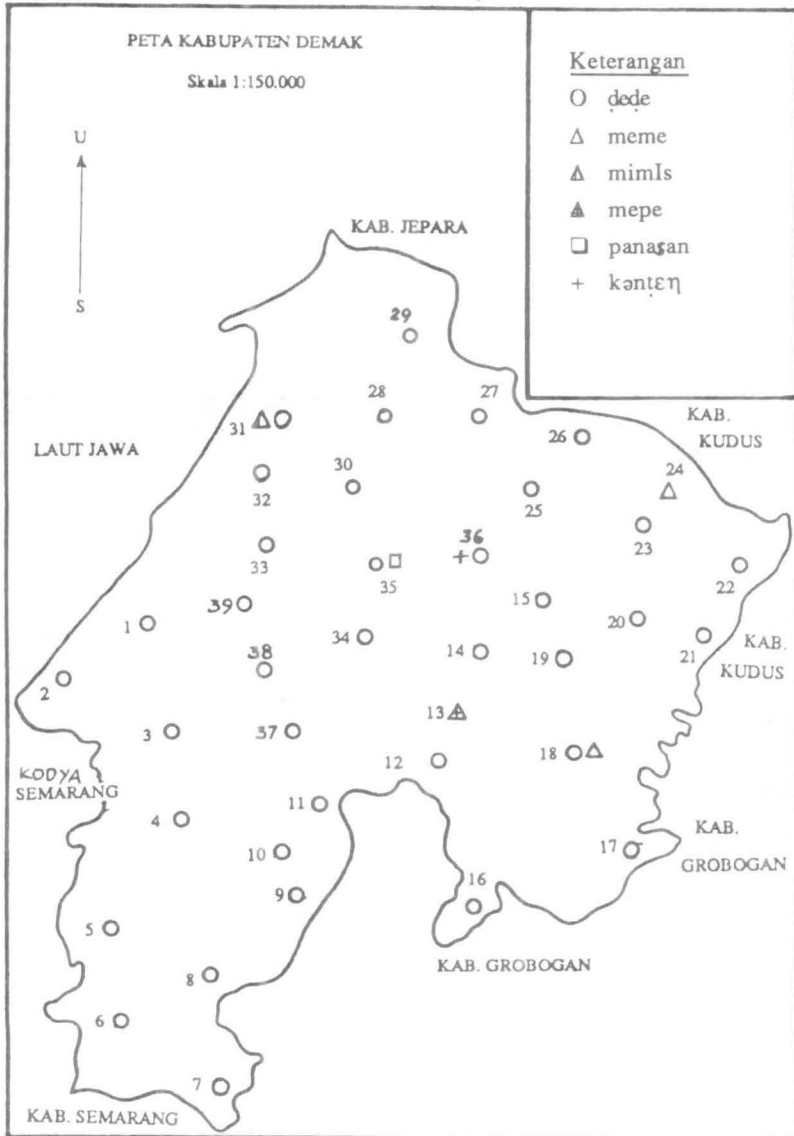 PETA KABUPATEN DEMAK
Skala 1:150.000
Keterangan
ḍeḍe
meme
mimIs
mepe
panasan
kənṭɛŋ
U
S
KAB. JEPARA
29
28
27
31
26
KAB.
KUDUS
LAUT JAWA
24
30
32
25
23
36
33
35
22
39
15
1
34
20
38
14
19
21
KAB.
KUDUS
2
13
3
37
12
18
KODYA
SEMARANG
11
4
KAB.
GROBOGAN
10
17
9
16
5
KAB. GROBOGAN
8
6
7
KAB. SEMARANG